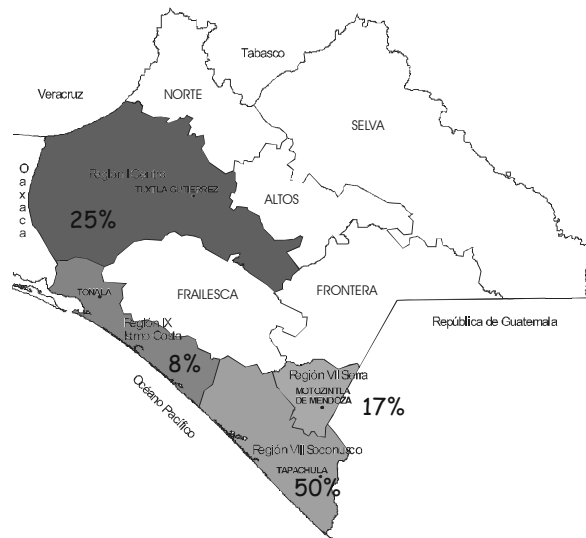 Tabasco
Veracruz
NORTE
SELVA
Oaxaca
Región II Centro
TUXTLA GUTIERREZ
ALTOS
25%
TONALA
FRAILESCA
FRONTERA
República de Guatemala
Región IX
Istmo Costa
8%
Región VII Sierra
MOTOZINTLA
DE MENDOZA
17%
Océano Pacífico
Región VIII Soconusco
TAPACHULA
50%